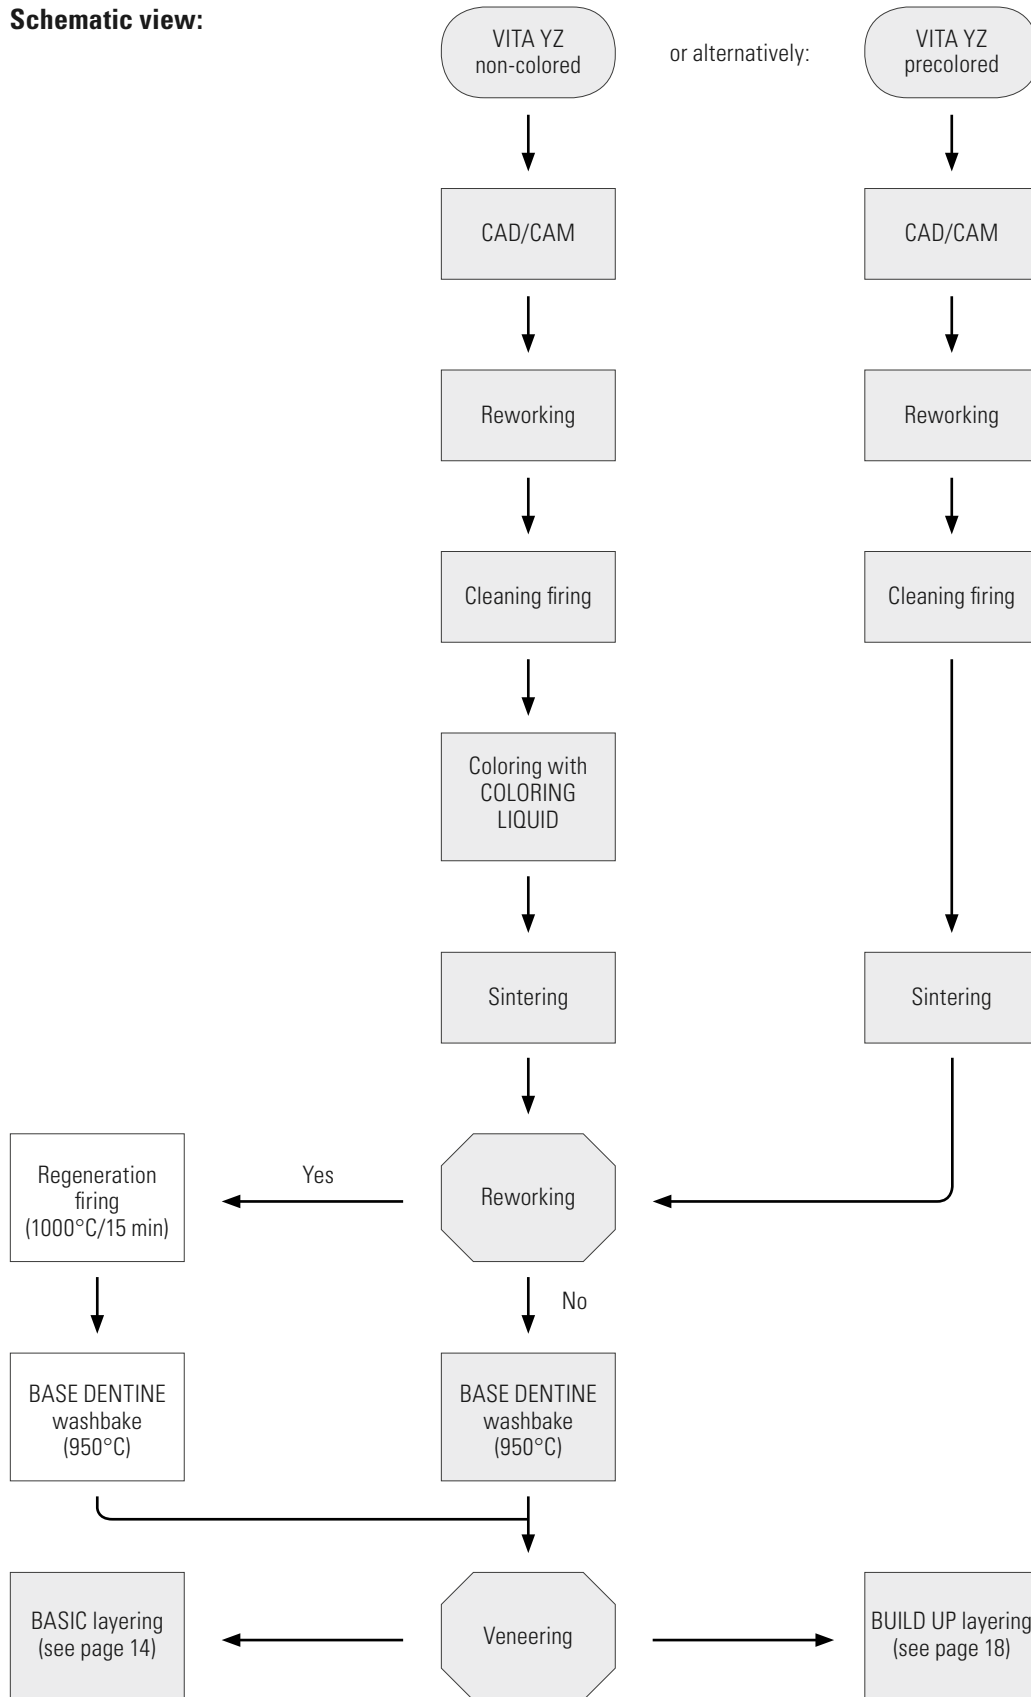 Schematic view:
VITA YZ
non-colored
or alternatively:
VITA YZ
precolored
CAD/CAM
CAD/CAM
Reworking
Reworking
Cleaning firing
Cleaning firing
Coloring with
COLORING
LIQUID
Sintering
Sintering
Regeneration
firing
(1000°C/15 min)
Yes
Reworking
No
BASE DENTINE
washbake
(950°C)
BASE DENTINE
washbake
(950°C)
BASIC layering
(see page 14)
Veneering
BUILD UP layering
(see page 18)